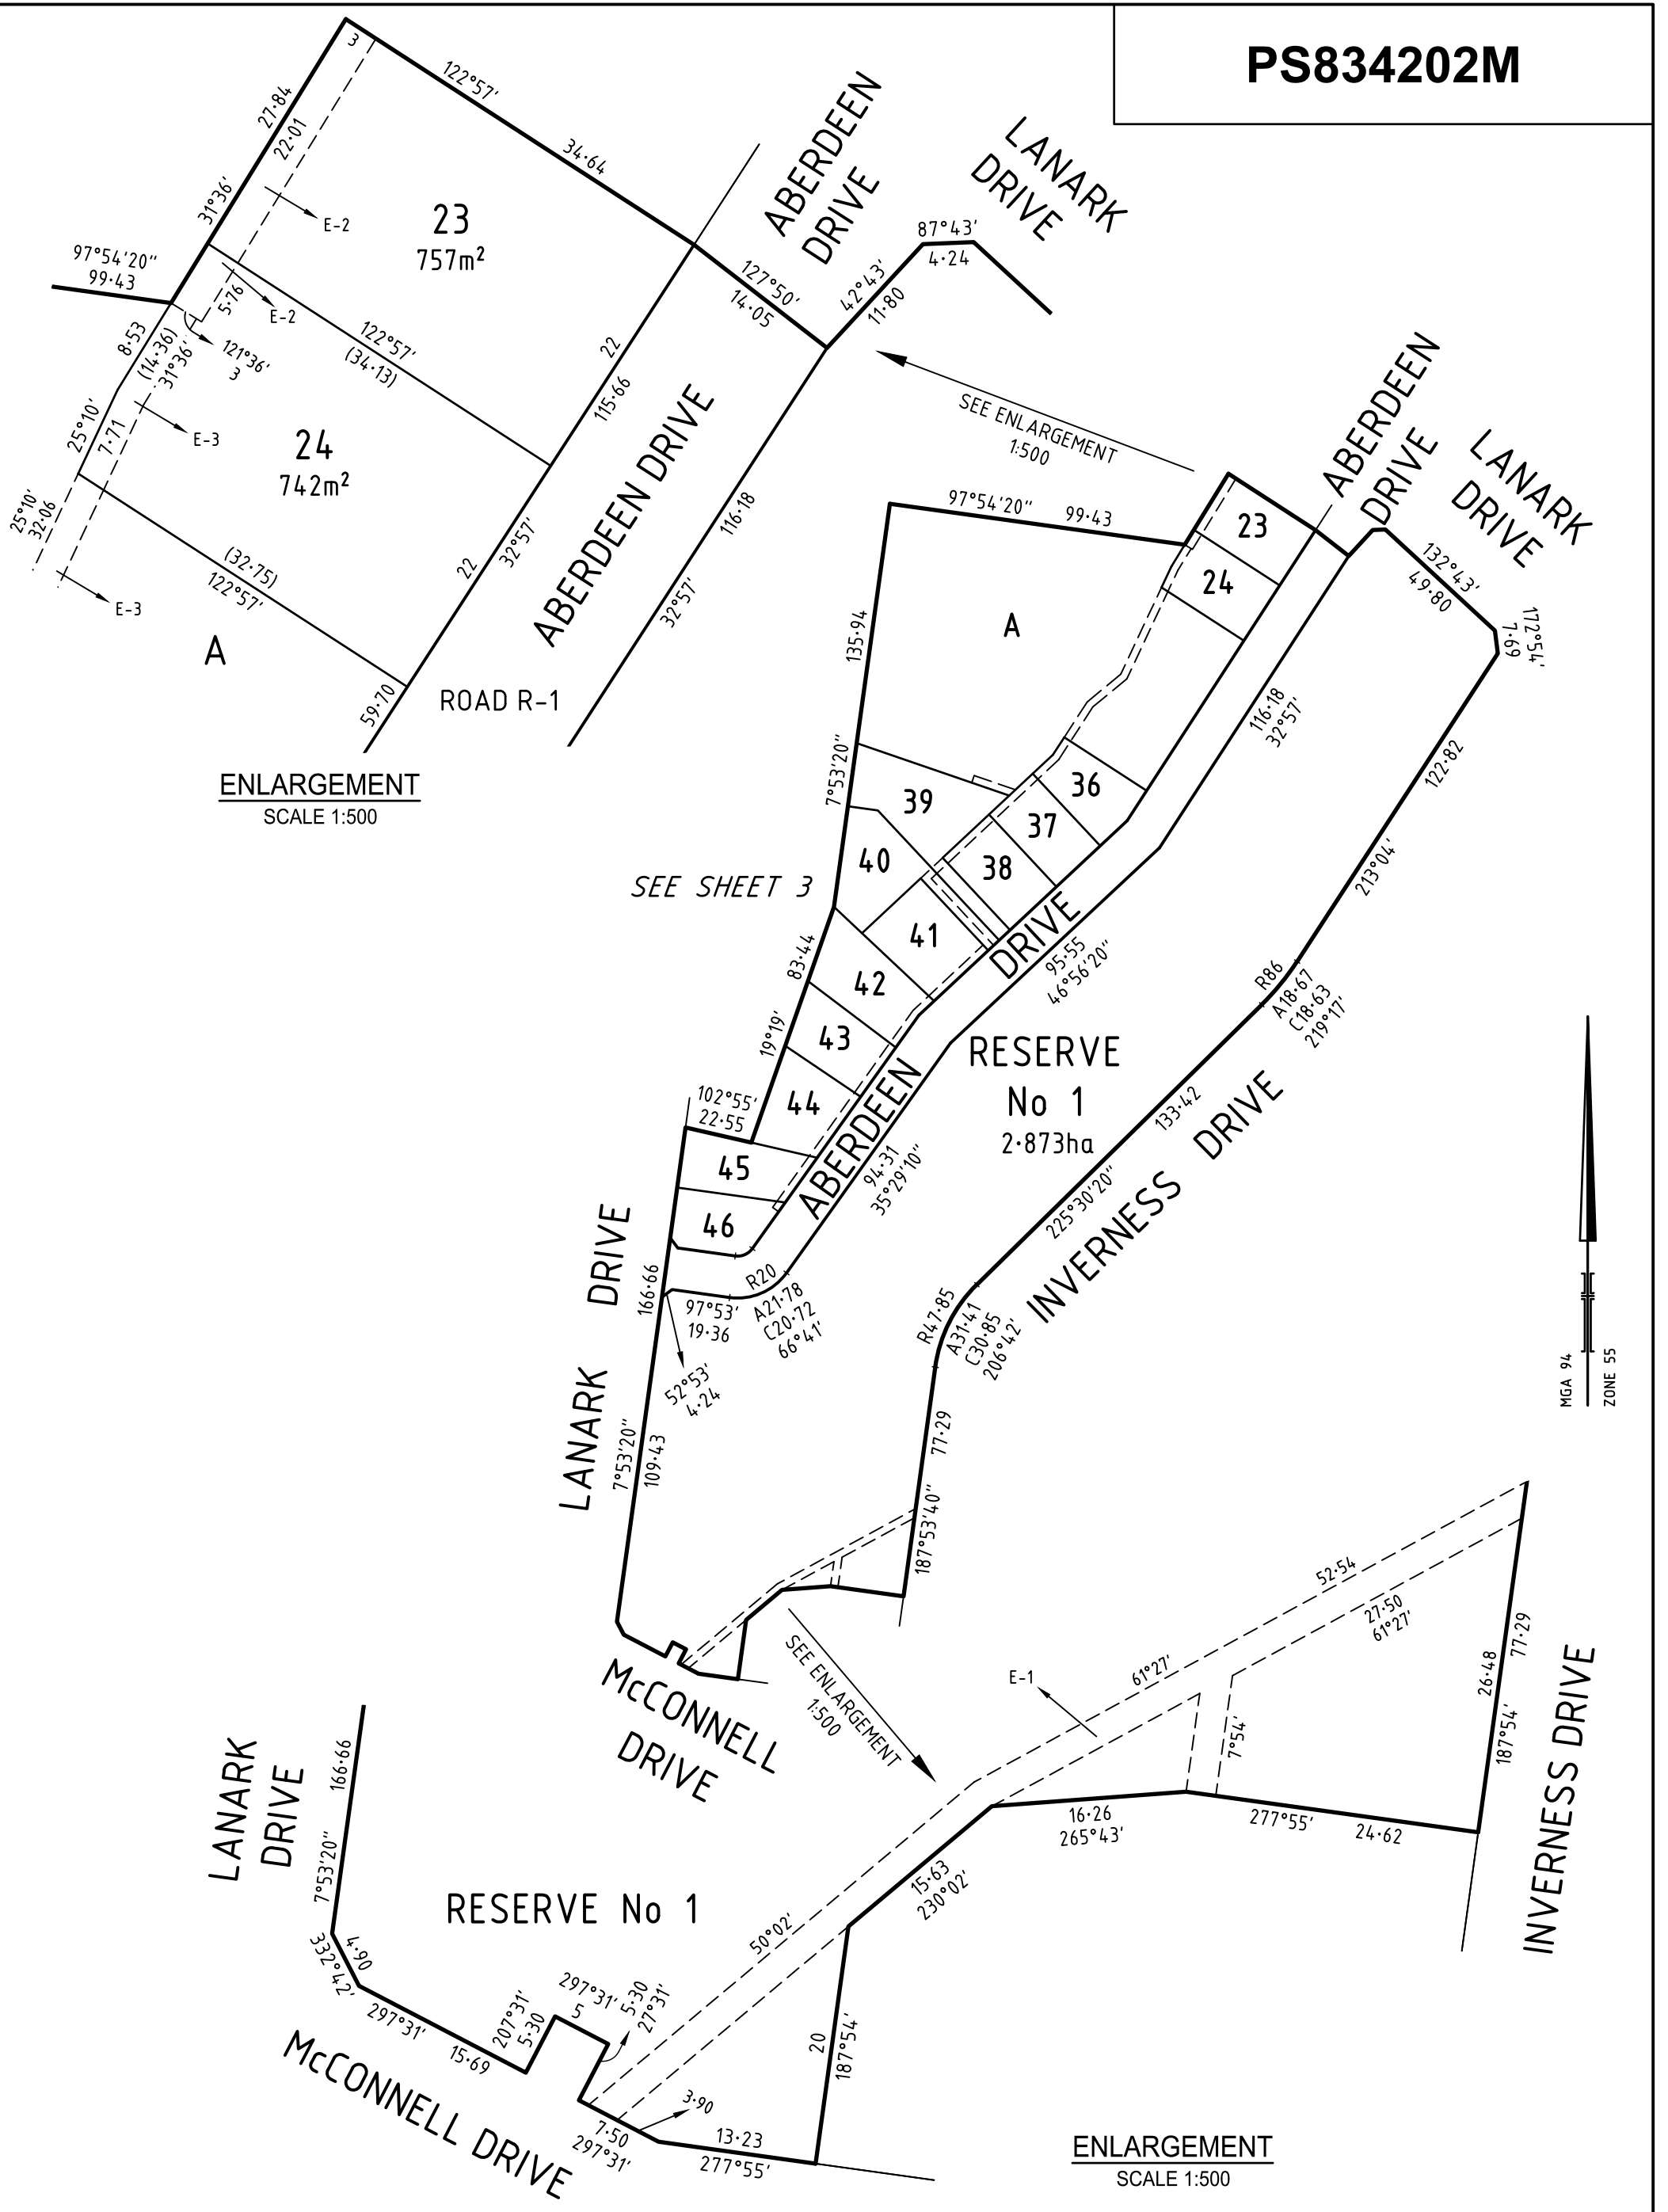 PS834202M
3
122°57'
34·64
27·84
22·01
31°36'
E-2
23
757m²
97°54'20"
99·43
E-2
5·76
8·53
(14·36)
31°36'
121°36'
3
122°57'
(34·13)
25°10'
7·71
E-3
24
742m²
25°10'
32·06
E-3
(32·75)
122°57'
A
59·70
22
115·66
22
32°57'
ABERDEEN DRIVE
116·18
32°57'
ROAD R-1
ABERDEEN
DRIVE
LANARK
DRIVE
127°50'
14·05
42°43'
11·80
87°43'
4·24
ENLARGEMENT
SCALE 1:500
SEE ENLARGEMENT
1:500
ABERDEEN
DRIVE
LANARK
DRIVE
97°54'20"
99·43
23
24
132°43'
49·80
172°54'
7·69
A
135·94
7°53'20"
116·18
32°57'
122·82
213°04'
36
37
38
39
40
41
42
43
44
45
46
SEE SHEET 3
83·44
19°19'
DRIVE
95·55
46°56'20"
R86
A18·67
C18·63
219°17'
RESERVE
No 1
2·873ha
133·42
225°30'20"
INVERNESS DRIVE
102°55'
22·55
ABERDEEN
94·31
35°29'10"
LANARK DRIVE
166·66
R20
97°53'
19·36
A21·78
C20·72
66°41'
52°53'
4·24
7°53'20"
109·43
R47·85
A31·41
C30·85
206°42'
77·29
187°53'40"
MGA 94
ZONE 55
McCONNELL
DRIVE
SEE ENLARGEMENT
1:500
E-1
61°27'
52·54
27·50
61°27'
7°54'
26·48
77·29
187°54'
INVERNESS DRIVE
16·26
265°43'
277°55'
24·62
15·63
230°02'
LANARK
DRIVE
166·66
7°53'20"
RESERVE No 1
50°02'
4·90
332°42'
297°31'
15·69
207°31'
5·30
297°31'
5
5·30
27°31'
20
187°54'
3·90
7·50
297°31'
13·23
277°55'
McCONNELL DRIVE
ENLARGEMENT
SCALE 1:500